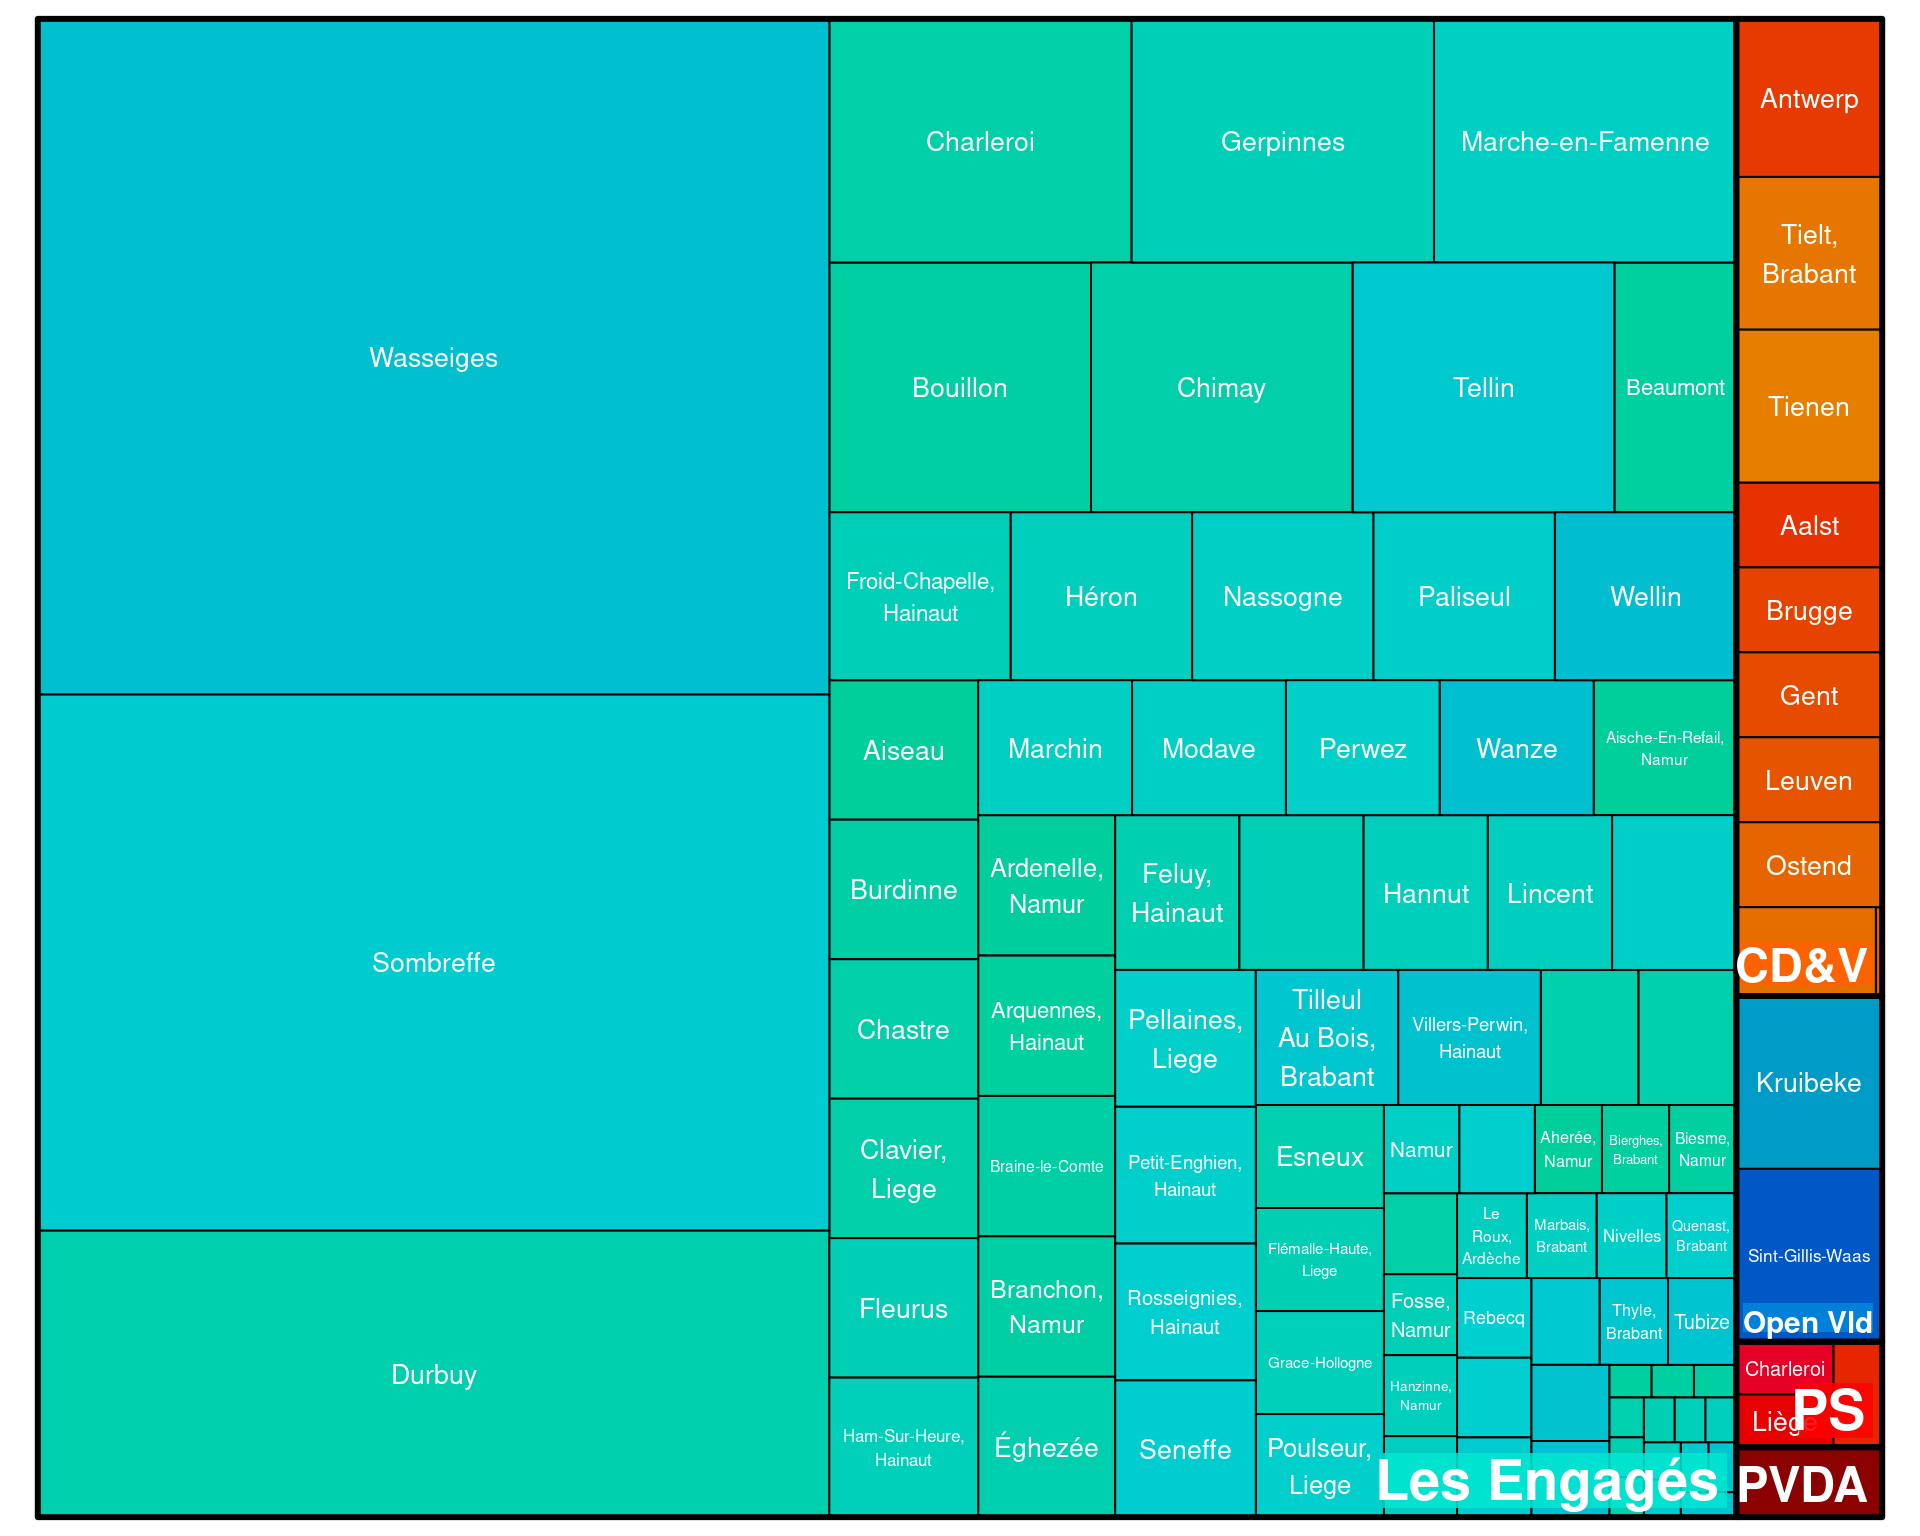 Wasseiges
Sombreffe
Durbuy
Charleroi
Gerpinnes
Marche-en-Famenne
Bouillon
Chimay
Tellin
Beaumont
Froid-Chapelle,
Hainaut
Héron
Nassogne
Paliseul
Wellin
Aiseau
Marchin
Modave
Perwez
Wanze
Aische-En-Refail,
Namur
Burdinne
Chastre
Clavier,
Liege
Fleurus
Ham-Sur-Heure,
Hainaut
Ardenelle,
Namur
Arquennes,
Hainaut
Braine-le-Comte
Branchon,
Namur
Éghezée
Feluy,
Hainaut
Hannut
Lincent
Pellaines,
Liege
Petit-Enghien,
Hainaut
Rosseignies,
Hainaut
Seneffe
Tilleul
Au Bois,
Brabant
Villers-Perwin,
Hainaut
Esneux
Flémalle-Haute,
Liege
Grace-Hollogne
Poulseur,
Liege
Namur
Aherée,
Namur
Bierghes,
Brabant
Biesme,
Namur
Fosse,
Namur
Hanzinne,
Namur
Le
Roux,
Ardèche
Marbais,
Brabant
Nivelles
Quenast,
Brabant
Rebecq
Thyle,
Brabant
Tubize
Les Engagés
Antwerp
Tielt,
Brabant
Tienen
Aalst
Brugge
Gent
Leuven
Ostend
CD&V
Kruibeke
Sint-Gillis-Waas
Open Vld
Charleroi
Liège
PS
PVDA